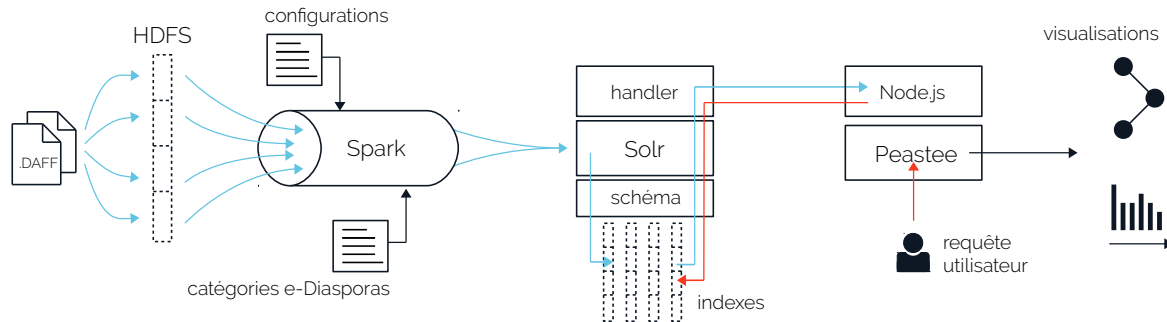 configurations
HDFS
visualisations
handler
Node.js
.DAFF
Spark
Solr
Peastee
schéma
requête
utilisateur
catégories e-Diasporas
indexes